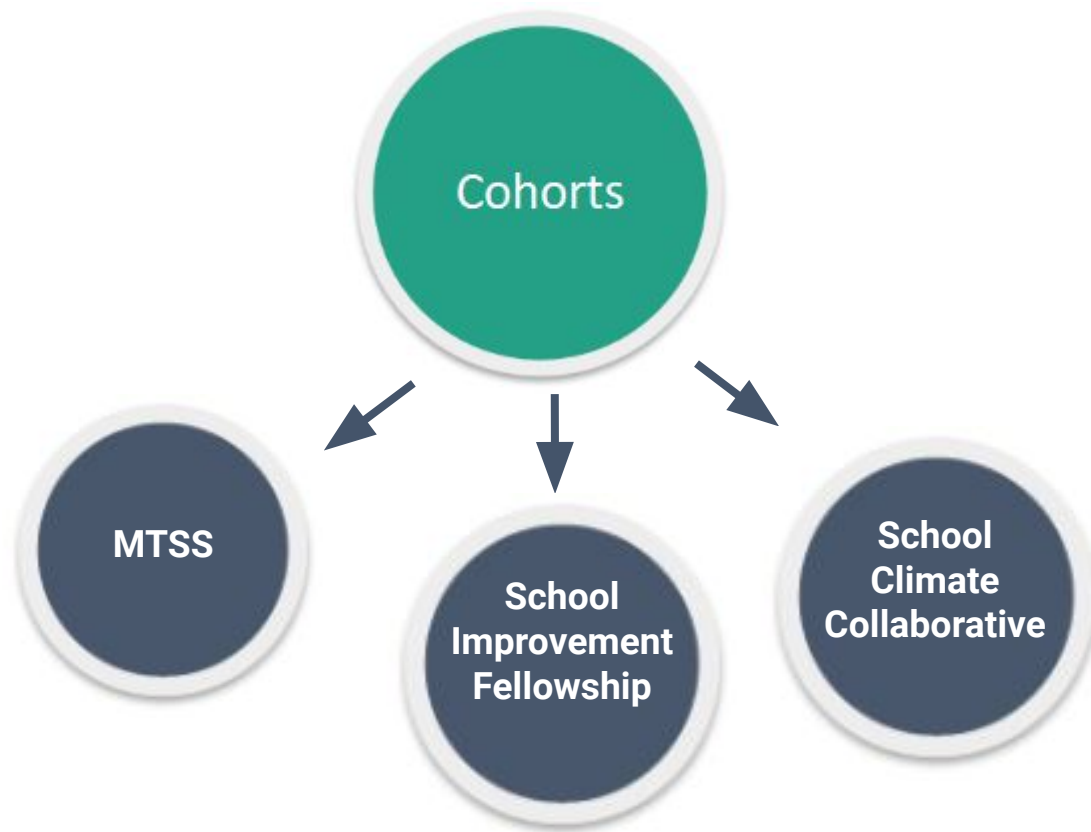 Cohorts
MTSS
School
Improvement
Fellowship
School
Climate
Collaborative